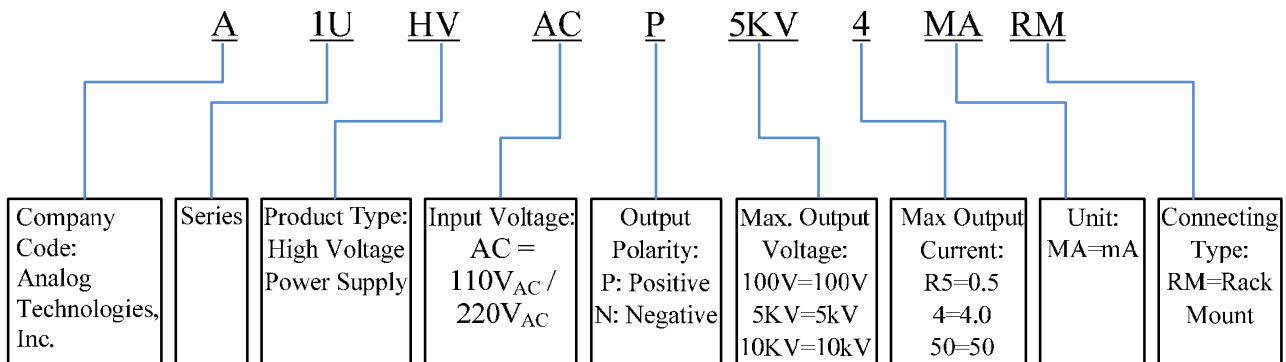 A 1U HV AC P 5KV 4 MA RM
Company
Code:
Analog
Technologies,
Inc.
Series
Product Type:
High Voltage
Power Supply
Input Voltage:
AC =
110VAC /
220VAC
Output
Polarity:
P: Positive
N: Negative
Max. Output
Voltage:
100V=100V
5KV=5kV
10KV=10kV
Max Output
Current:
R5=0.5
4=4.0
50=50
Unit:
MA=mA
Connecting
Type:
RM=Rack
Mount